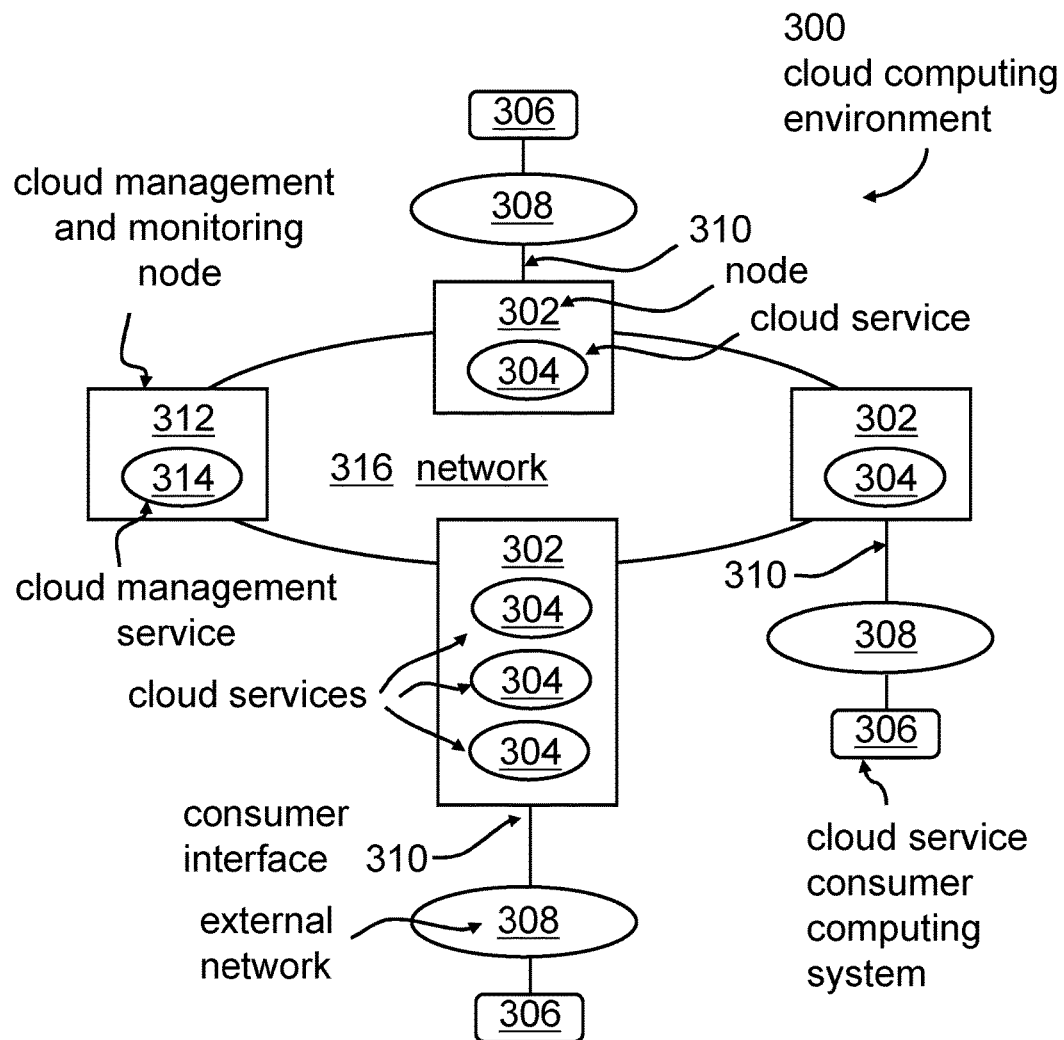 300
cloud computing
environment
306
cloud management
and monitoring
node
308
310
node
302
cloud service
304
312
302
314
316 network
304
302
310
cloud management
service
304
308
cloud services
304
304
306
consumer
interface
310
cloud service
consumer
computing
system
external
network
308
306